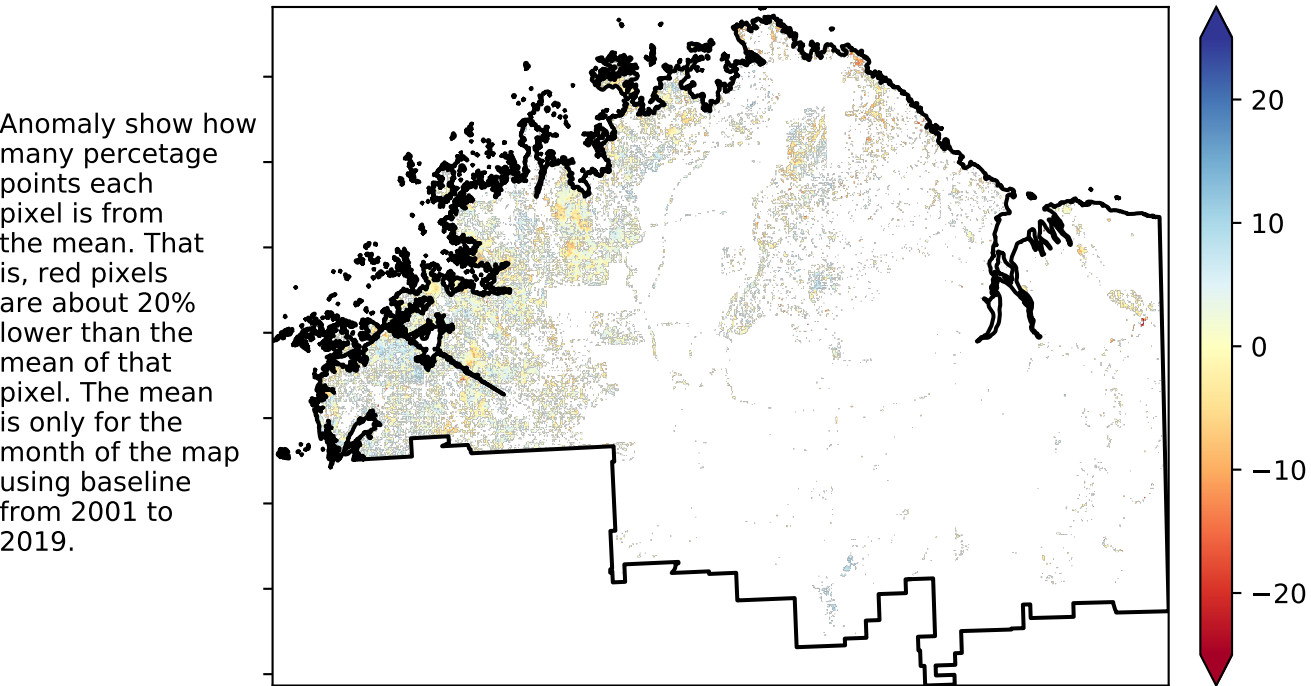 Anomaly show how
many percetage
points each
pixel is from
the mean. That
is, red pixels
are about 20%
lower than the
mean of that
pixel. The mean
is only for the
month of the map
using baseline
from 2001 to
2019.
20
10
0
−10
−20